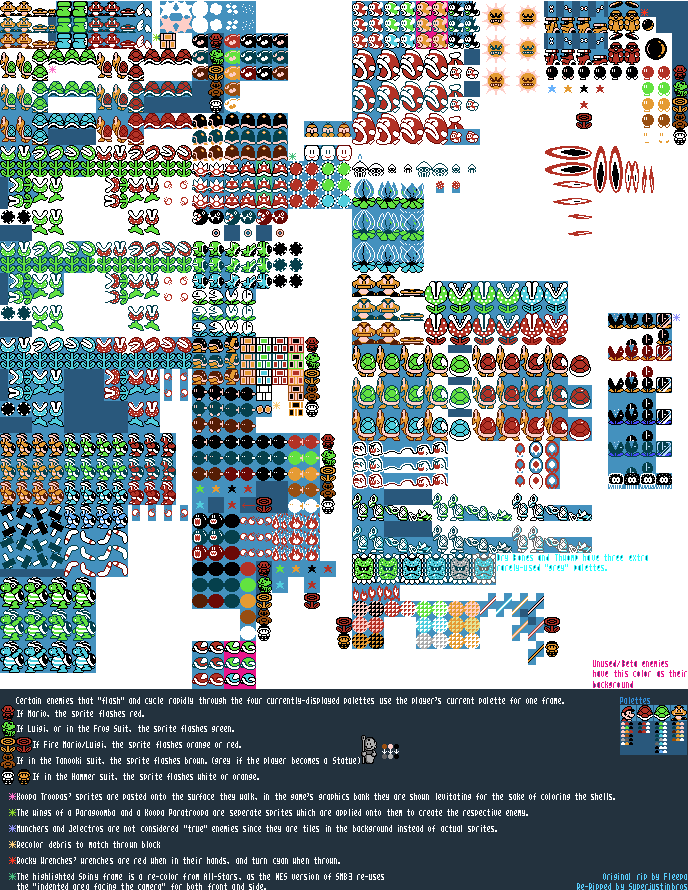 Dry Bones and Thwomp have three extra
rarely-used "grey" palettes.
Unused/Beta enemies
have this color as their
background
Certain enemies that "flash" and cycle rapidly through the four currently-displayed palettes use the player's current palette for one frame.
Palettes
If Mario, the sprite flashes red.
If Luigi, or in the Frog Suit, the sprite flashes green.
If Fire Mario/Luigi, the sprite flashes orange or red.
If in the Tanooki suit, the sprite flashes brown, (grey if the player becomes a Statue)
If in the Hammer suit, the sprite flashes white or orange.
Koopa Troopas' sprites are pasted onto the surface they walk, in the game's graphics bank they are shown levitating for the sake of coloring the shells.
The wings of a Paragoomba and a Koopa Paratroopa are seperate sprites which are applied onto them to create the respective enemy.
Munchers and Jelectros are not considered "true" enemies since they are tiles in the background instead of actual sprites.
Recolor debris to match thrown block
Rocky Wrenches' wrenches are red when in their hands, and turn cyan when thrown.
The highlighted Spiny frame is a re-color from All-Stars, as the NES version of SMB3 re-uses
the "indented area facing the camera" for both front and side.
Original rip by Fleepa
Re-Ripped by Superjustinbros